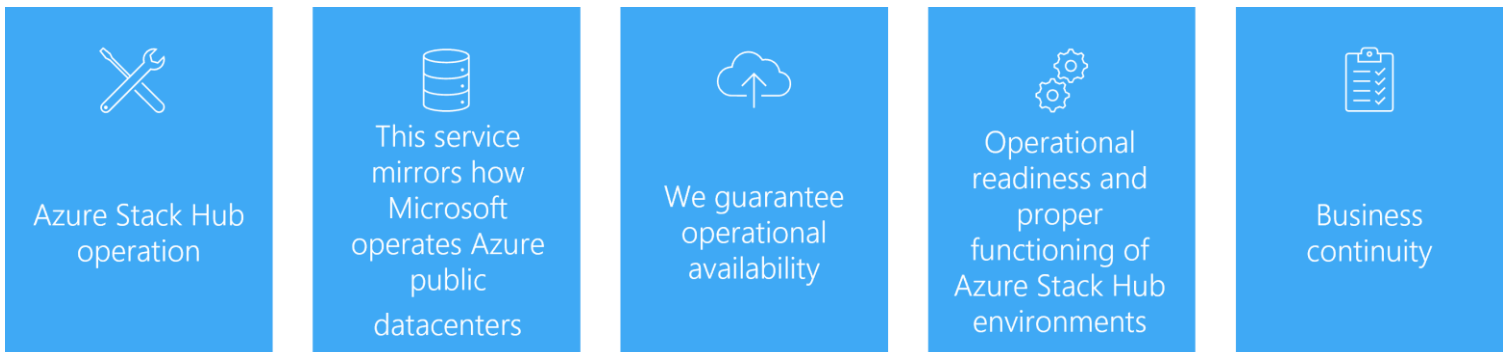 Azure Stack Hub
operation
This service
mirrors how
Microsoft
operates Azure
public
datacenters
We guarantee
operational
availability
Operational
readiness and
proper
functioning of
Azure Stack Hub
environments
Business
continuity